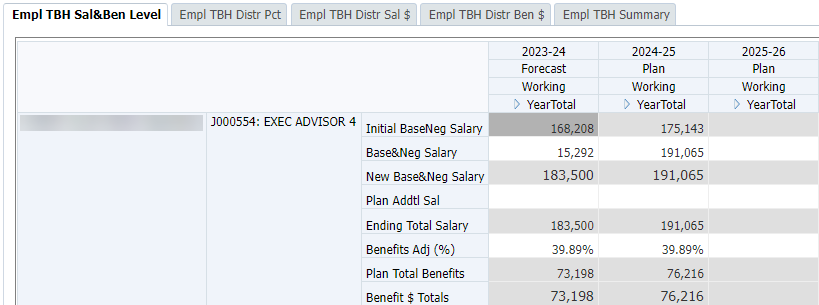 Empl TBH Sal&Ben Level Empl TBH Distr Pct Empl TBH Distr Sal $ Empl TBH Distr Ben $ Empl TBH Summary
2023-24 2024-25 2025-26
Forecast Plan Plan
Working Working Working
YearTotal YearTotal YearTotal
J000554: EXEC ADVISOR 4 Initial BaseNeg Salary 168,208 175,143
Base&Neg Salary 15,292 191,065
New Base&Neg Salary 183,500 191,065
Plan Addtl Sal
Ending Total Salary 183,500 191,065
Benefits Adj (%) 39.89% 39.89%
Plan Total Benefits 73,198 76,216
Benefit $ Totals 73,198 76,216